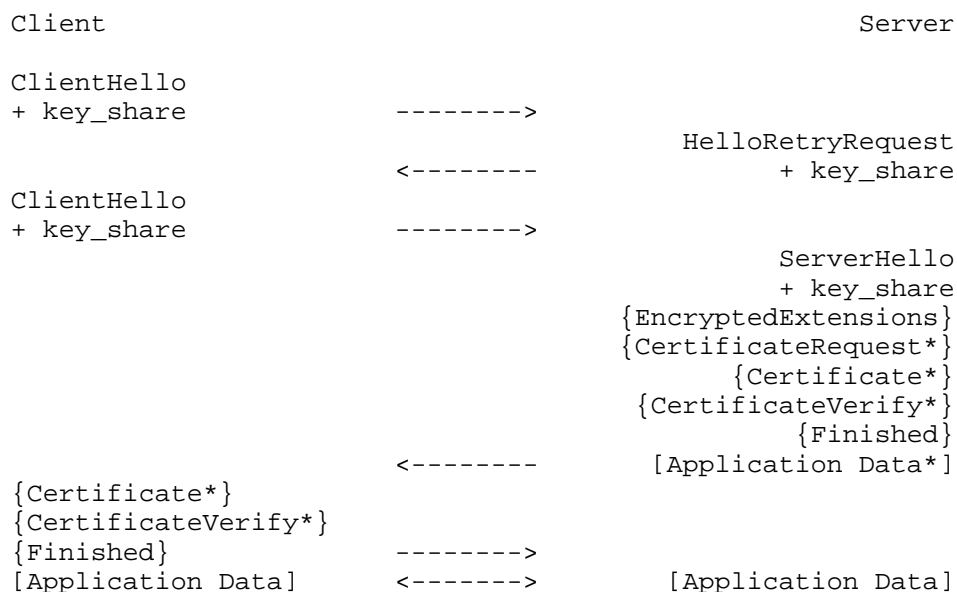 Client                                               Server

ClientHello
+ key_share             -------->
                                         HelloRetryRequest
                        <--------               + key_share
ClientHello
+ key_share             -------->
                                               ServerHello
                                               + key_share
                                     {EncryptedExtensions}
                                     {CertificateRequest*}
                                            {Certificate*}
                                      {CertificateVerify*}
                                                {Finished}
                        <--------       [Application Data*]
{Certificate*}
{CertificateVerify*}
{Finished}              -------->
[Application Data]      <------->        [Application Data]